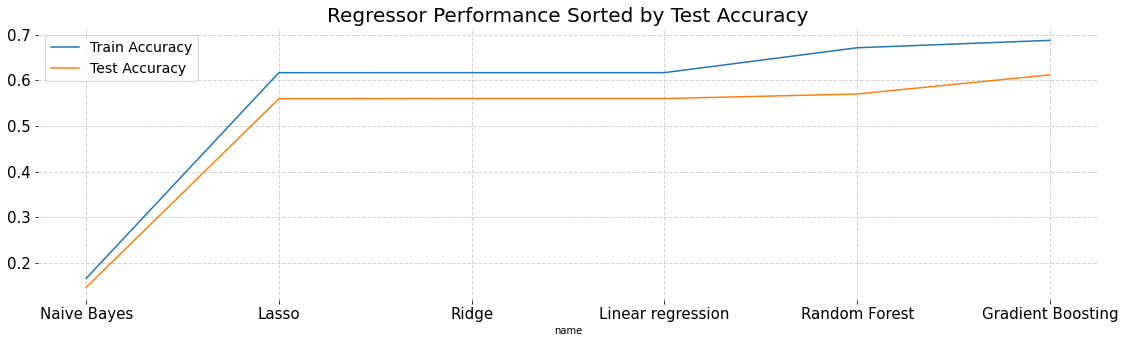 Regressor Performance Sorted by Test Accuracy
Train Accuracy
Test Accuracy
0.7
0.6
0.5
0.4
0.3
0.2
Naive Bayes Lasso Ridge Linear regression Random Forest Gradient Boosting
name